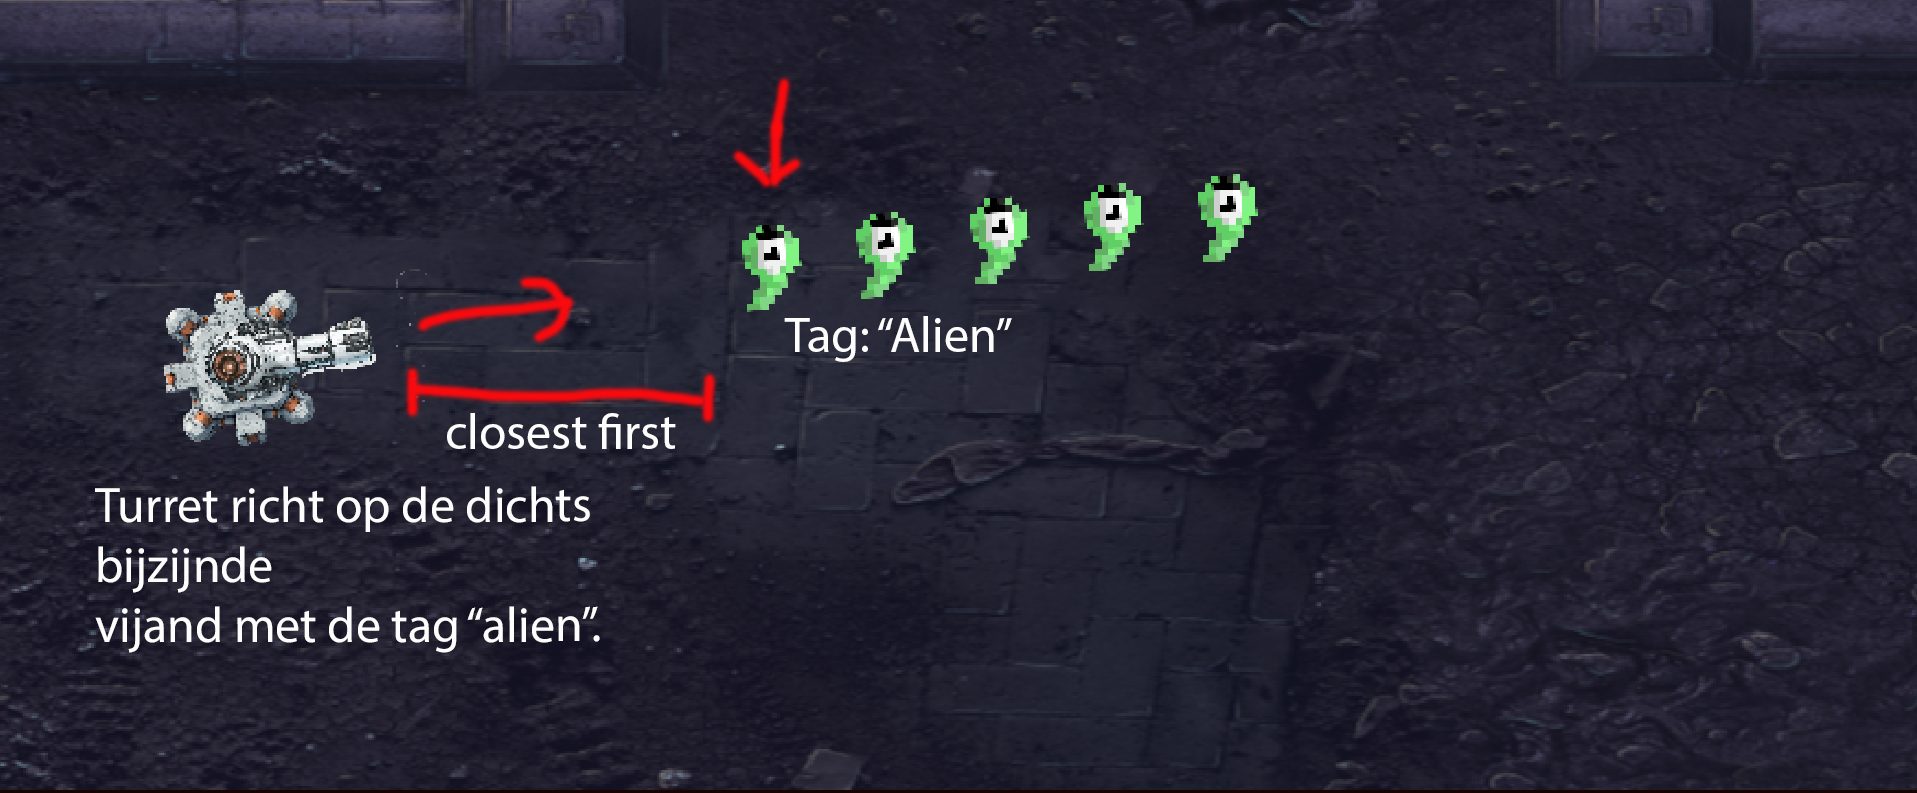 Tag: “Alien”
closest first
Turret richt op de dichts
bijzijnde
vijand met de tag “alien”.